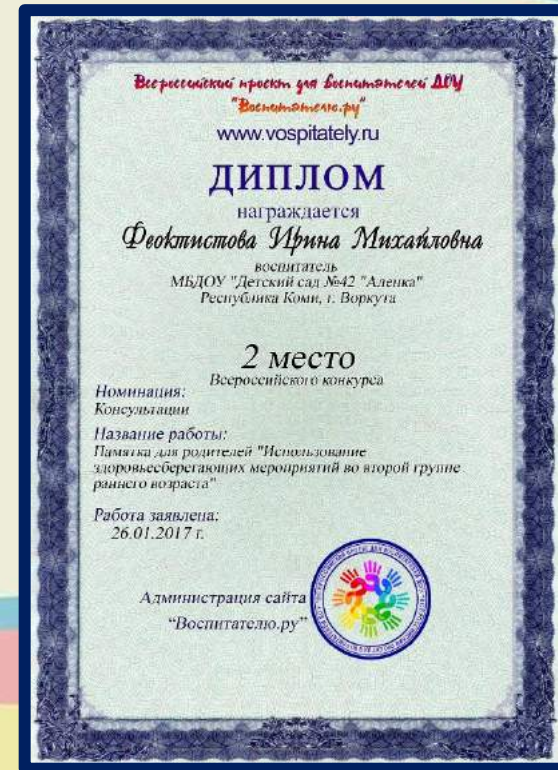 Всероссийский проект для воспитателей ДОУ
"Воспитателю.ру"
www.vospitately.ru
ДИПЛОМ
награждается
Феоктистова Ирина Михайловна
воспитатель
МБДОУ "Детский сад №42 "Аленка"
Республика Коми, г. Воркута
2 место
Всероссийского конкурса
Номинация:
Консультации
Название работы:
Памятка для родителей "Использование
здоровьесберегающих мероприятий во второй группе
раннего возраста"
Работа заявлена:
26.01.2017 г.
Администрация сайта
"Воспитателю.ру"